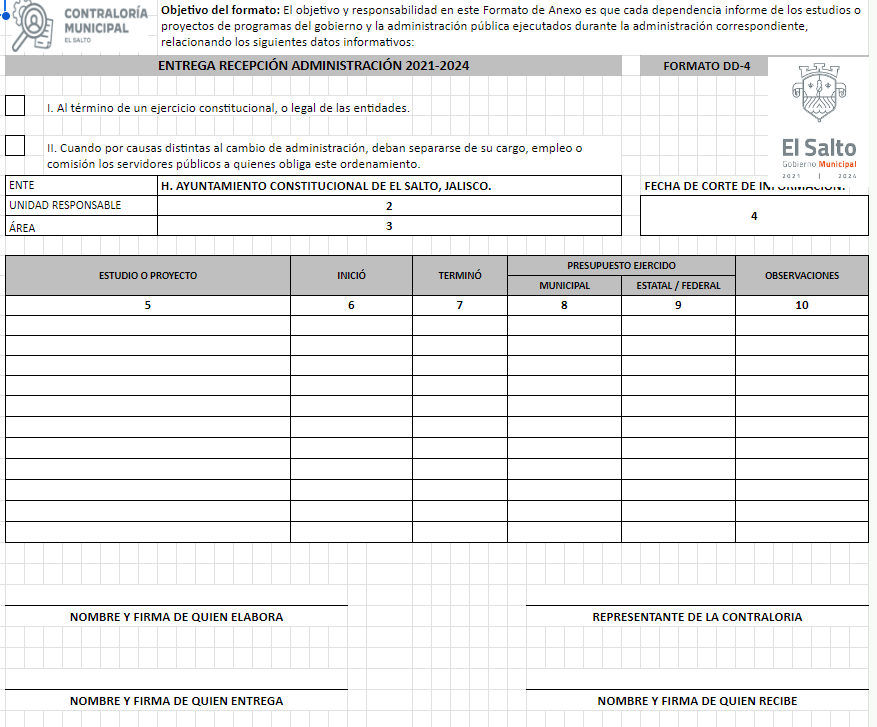 CONTRALORÍA
MUNICIPAL
EL SALTO
Objetivo del formato: El objetivo y responsabilidad en este Formato de Anexo es que cada dependencia informe de los estudios o
proyectos de programas del gobierno y la administración pública ejecutados durante la administración correspondiente,
relacionando los siguientes datos informativos:
ENTREGA RECEPCIÓN ADMINISTRACIÓN 2021-2024
FORMATO DD-4
I. Al término de un ejercicio constitucional, o legal de las entidades.
II. Cuando por causas distintas al cambio de administración, deban separarse de su cargo, empleo o
comisión los servidores públicos a quienes obliga este ordenamiento.
El Salto
Gobierno Municipal
2021 | 2024
ENTE H. AYUNTAMIENTO CONSTITUCIONAL DE EL SALTO, JALISCO.
FECHA DE CORTE DE INFORMACIÓN:
UNIDAD RESPONSABLE 2
ÁREA 3
4
ESTUDIO O PROYECTO INICIÓ TERMINÓ PRESUPUESTO EJERCIDO OBSERVACIONES
MUNICIPAL ESTATAL / FEDERAL
5 6 7 8 9 10
NOMBRE Y FIRMA DE QUIEN ELABORA REPRESENTANTE DE LA CONTRALORIA
NOMBRE Y FIRMA DE QUIEN ENTREGA NOMBRE Y FIRMA DE QUIEN RECIBE